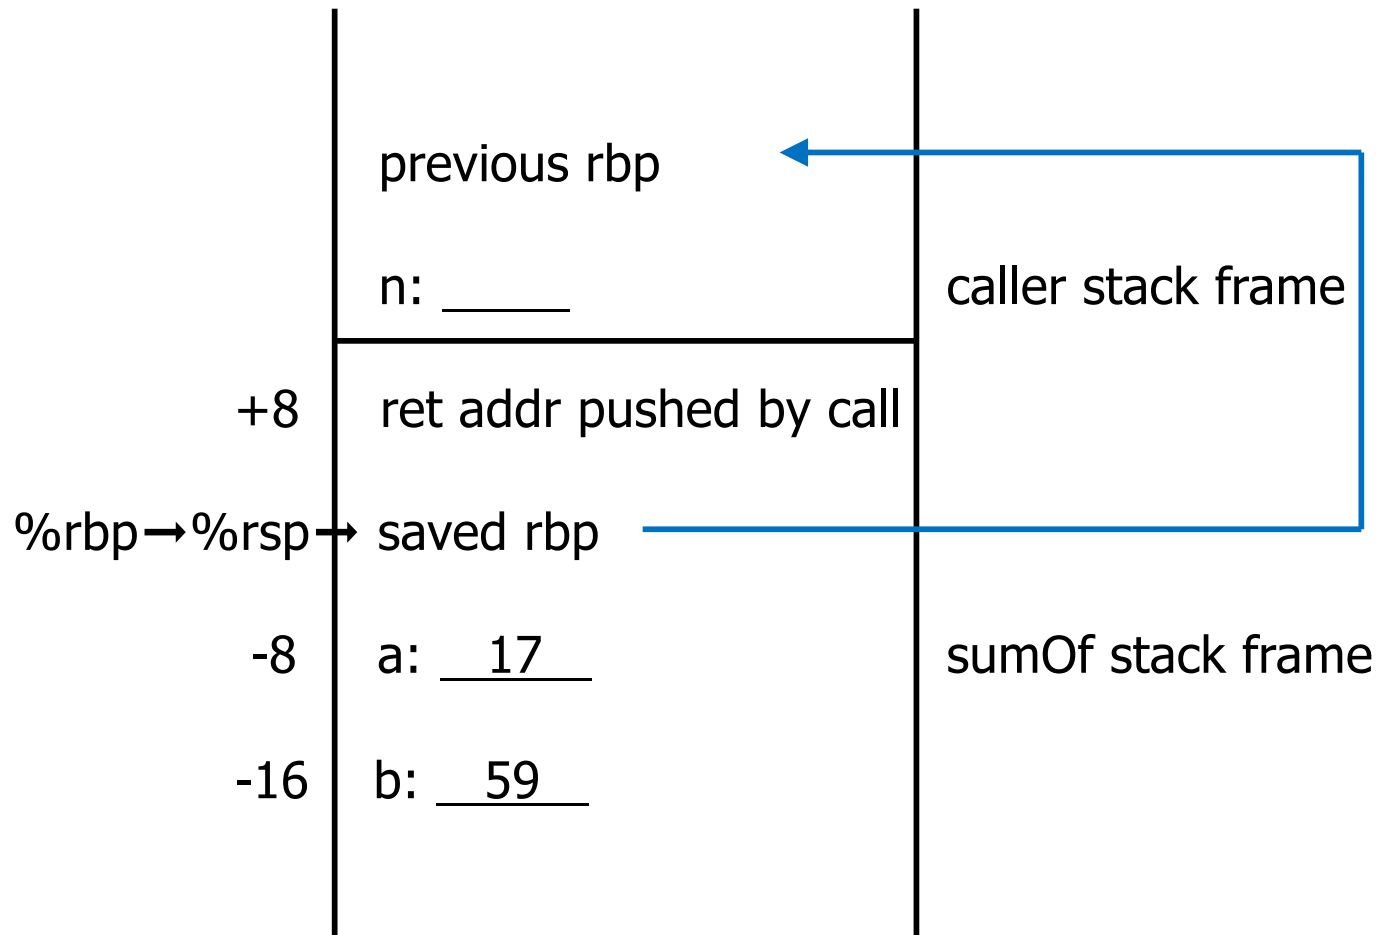 previous rbp
n: caller stack frame
+8 ret addr pushed by call
%rbp→%rsp→ saved rbp
-8 a: 17 sumOf stack frame
-16 b: 59